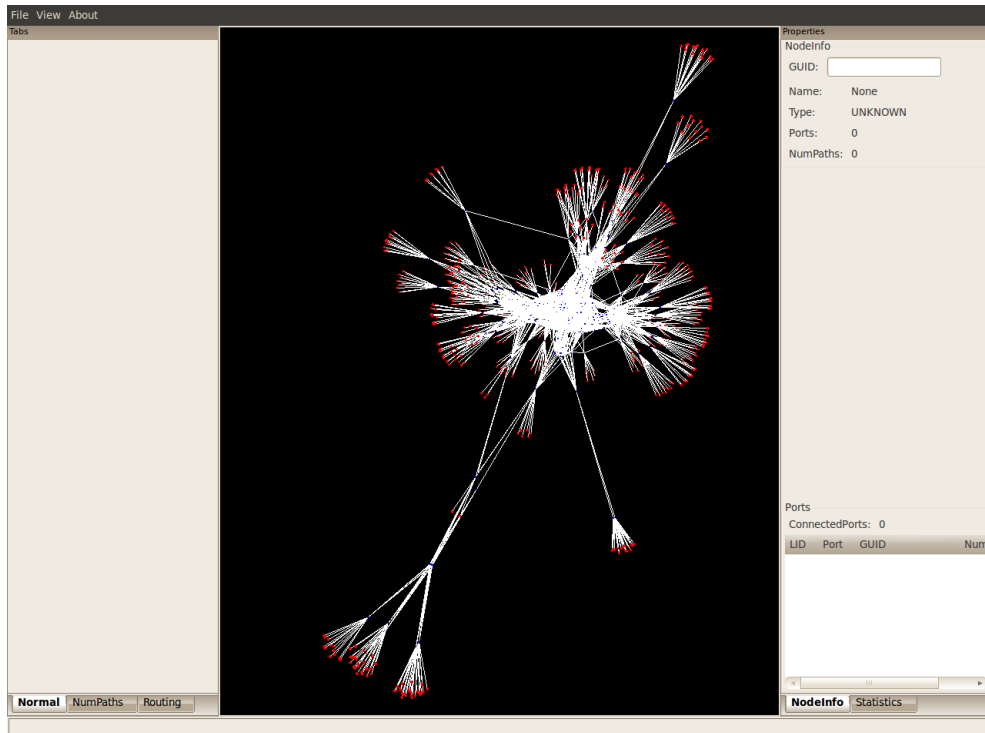 File View About
Tabs
Properties
NodeInfo
GUID:
Name: None
Type: UNKNOWN
Ports: 0
NumPaths: 0
Ports
ConnectedPorts: 0
LID Port GUID Num
Normal NumPaths Routing
NodeInfo Statistics